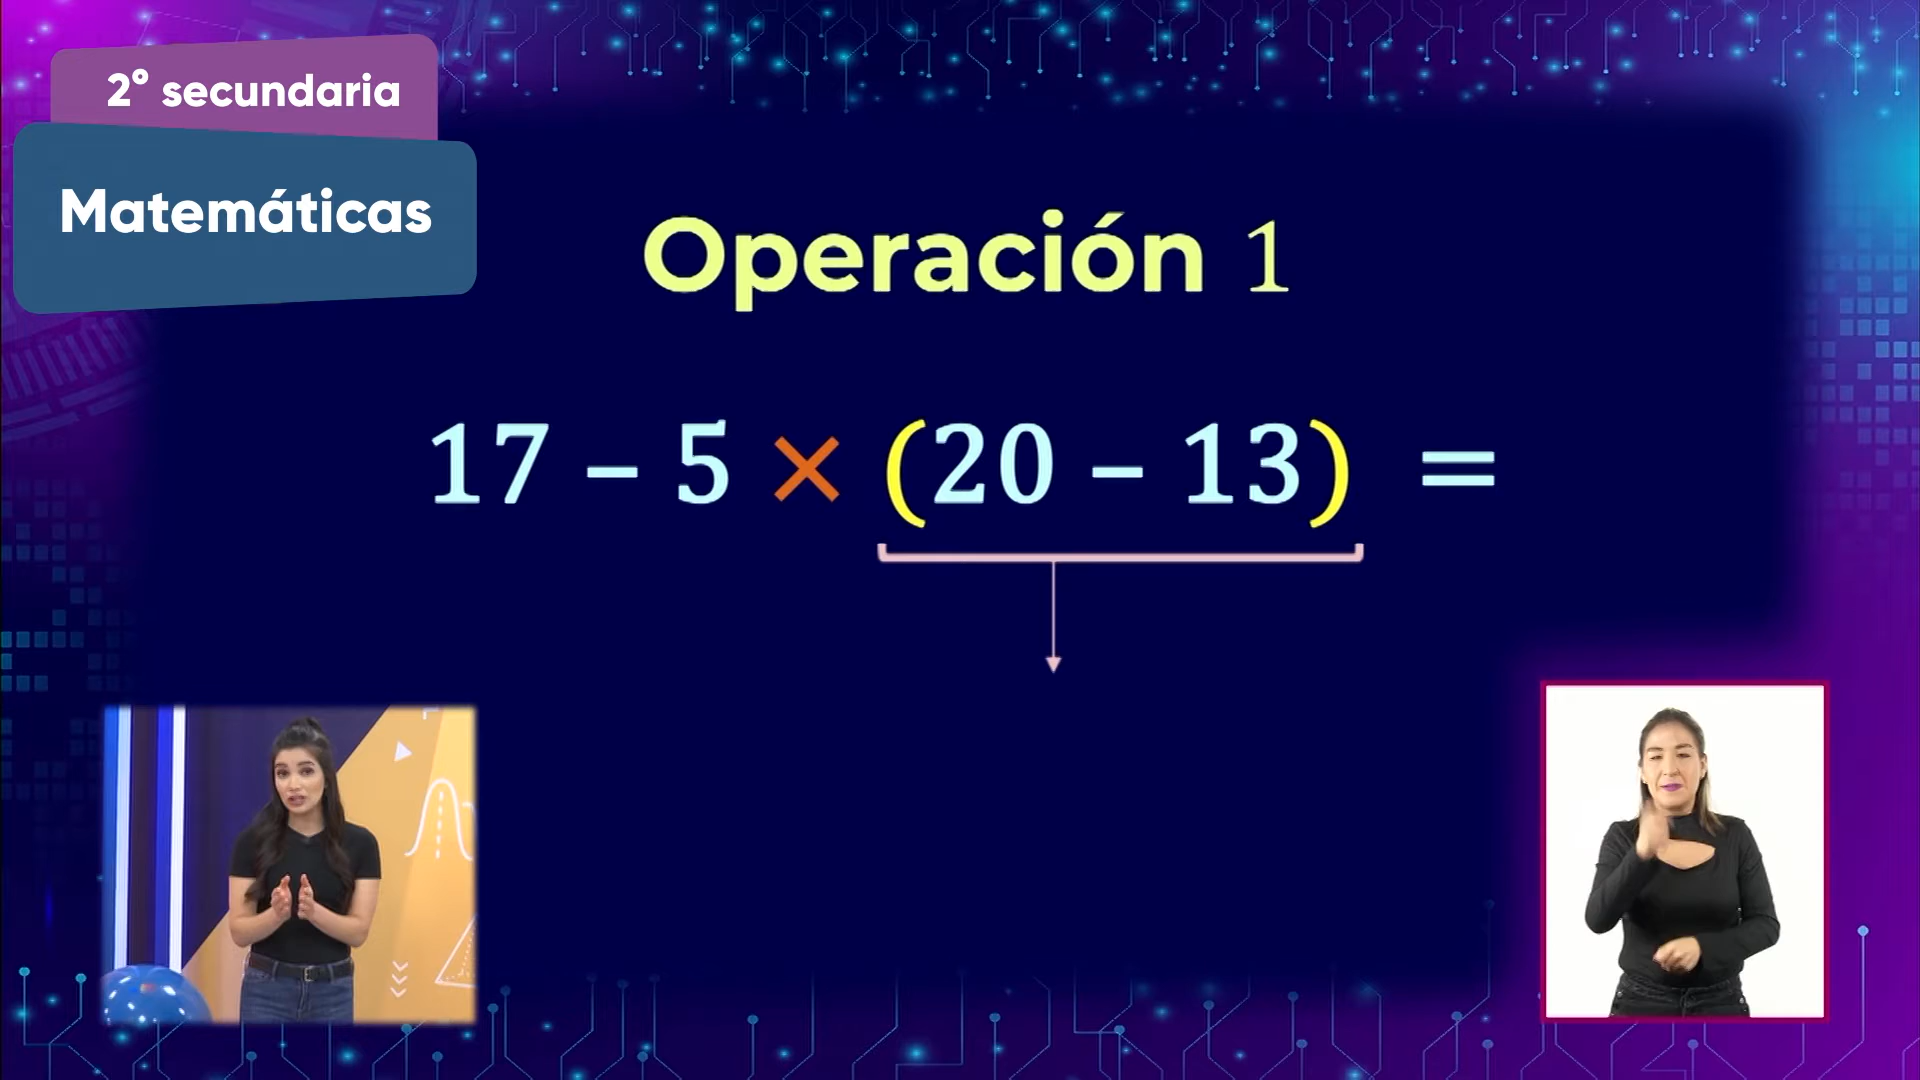 2° secundaria
Matemáticas
Operación 1
17 – 5 × (20 – 13) =